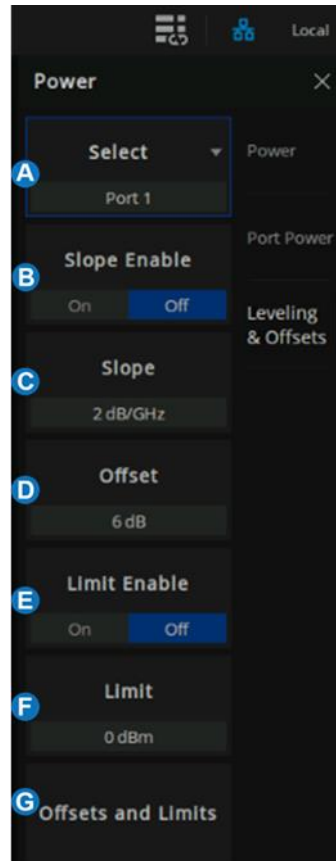 Local
Power
Select
Port 1
A
Slope Enable
On Off
B
Slope
2 dB/GHz
C
Offset
6 dB
D
Limit Enable
On Off
E
Limit
0 dBm
F
G
Offsets and Limits
Power
Port Power
Leveling
& Offsets